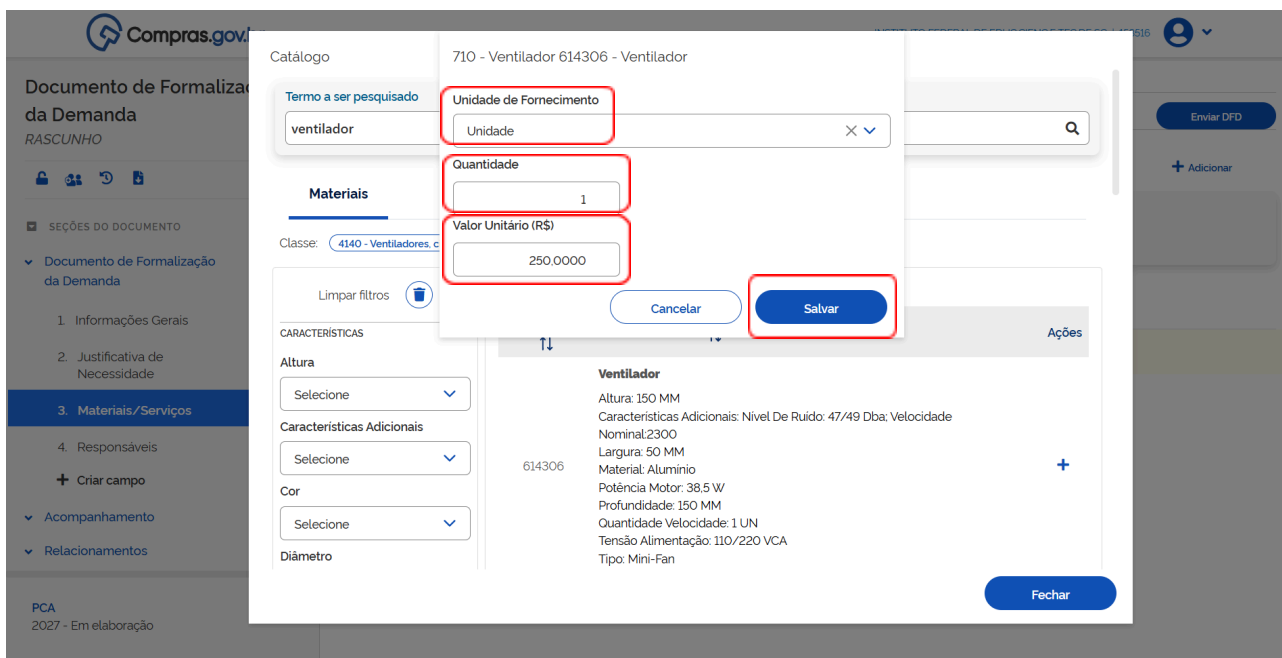 Compras.gov.b
516
Documento de Formaliza
da Demanda
RASCUNHO
Enviar DFD
Adicionar
SEÇÕES DO DOCUMENTO
Documento de Formalização
da Demanda
1. Informações Gerais
2. Justificativa de
Necessidade
3. Materiais/Serviços
4. Responsáveis
Criar campo
Acompanhamento
Relacionamentos
PCA
2027 - Em elaboração
Catálogo
Termo a ser pesquisado
ventilador
Materiais
Classe: 4140 - Ventiladores, c
Limpar filtros
CARACTERÍSTICAS
Altura
Selecione
Características Adicionais
Selecione
Cor
Selecione
Diâmetro
710 - Ventilador 614306 - Ventilador
Unidade de Fornecimento
Unidade
Quantidade
1
Valor Unitário (R$)
250,0000
Cancelar
Salvar
Ações
614306
Ventilador
Altura: 150 MM
Características Adicionais: Nível De Ruído: 47/49 Dba; Velocidade
Nominal:2300
Largura: 50 MM
Material: Alumínio
Potência Motor: 38,5 W
Profundidade: 150 MM
Quantidade Velocidade: 1 UN
Tensão Alimentação: 110/220 VCA
Tipo: Mini-Fan
Fechar